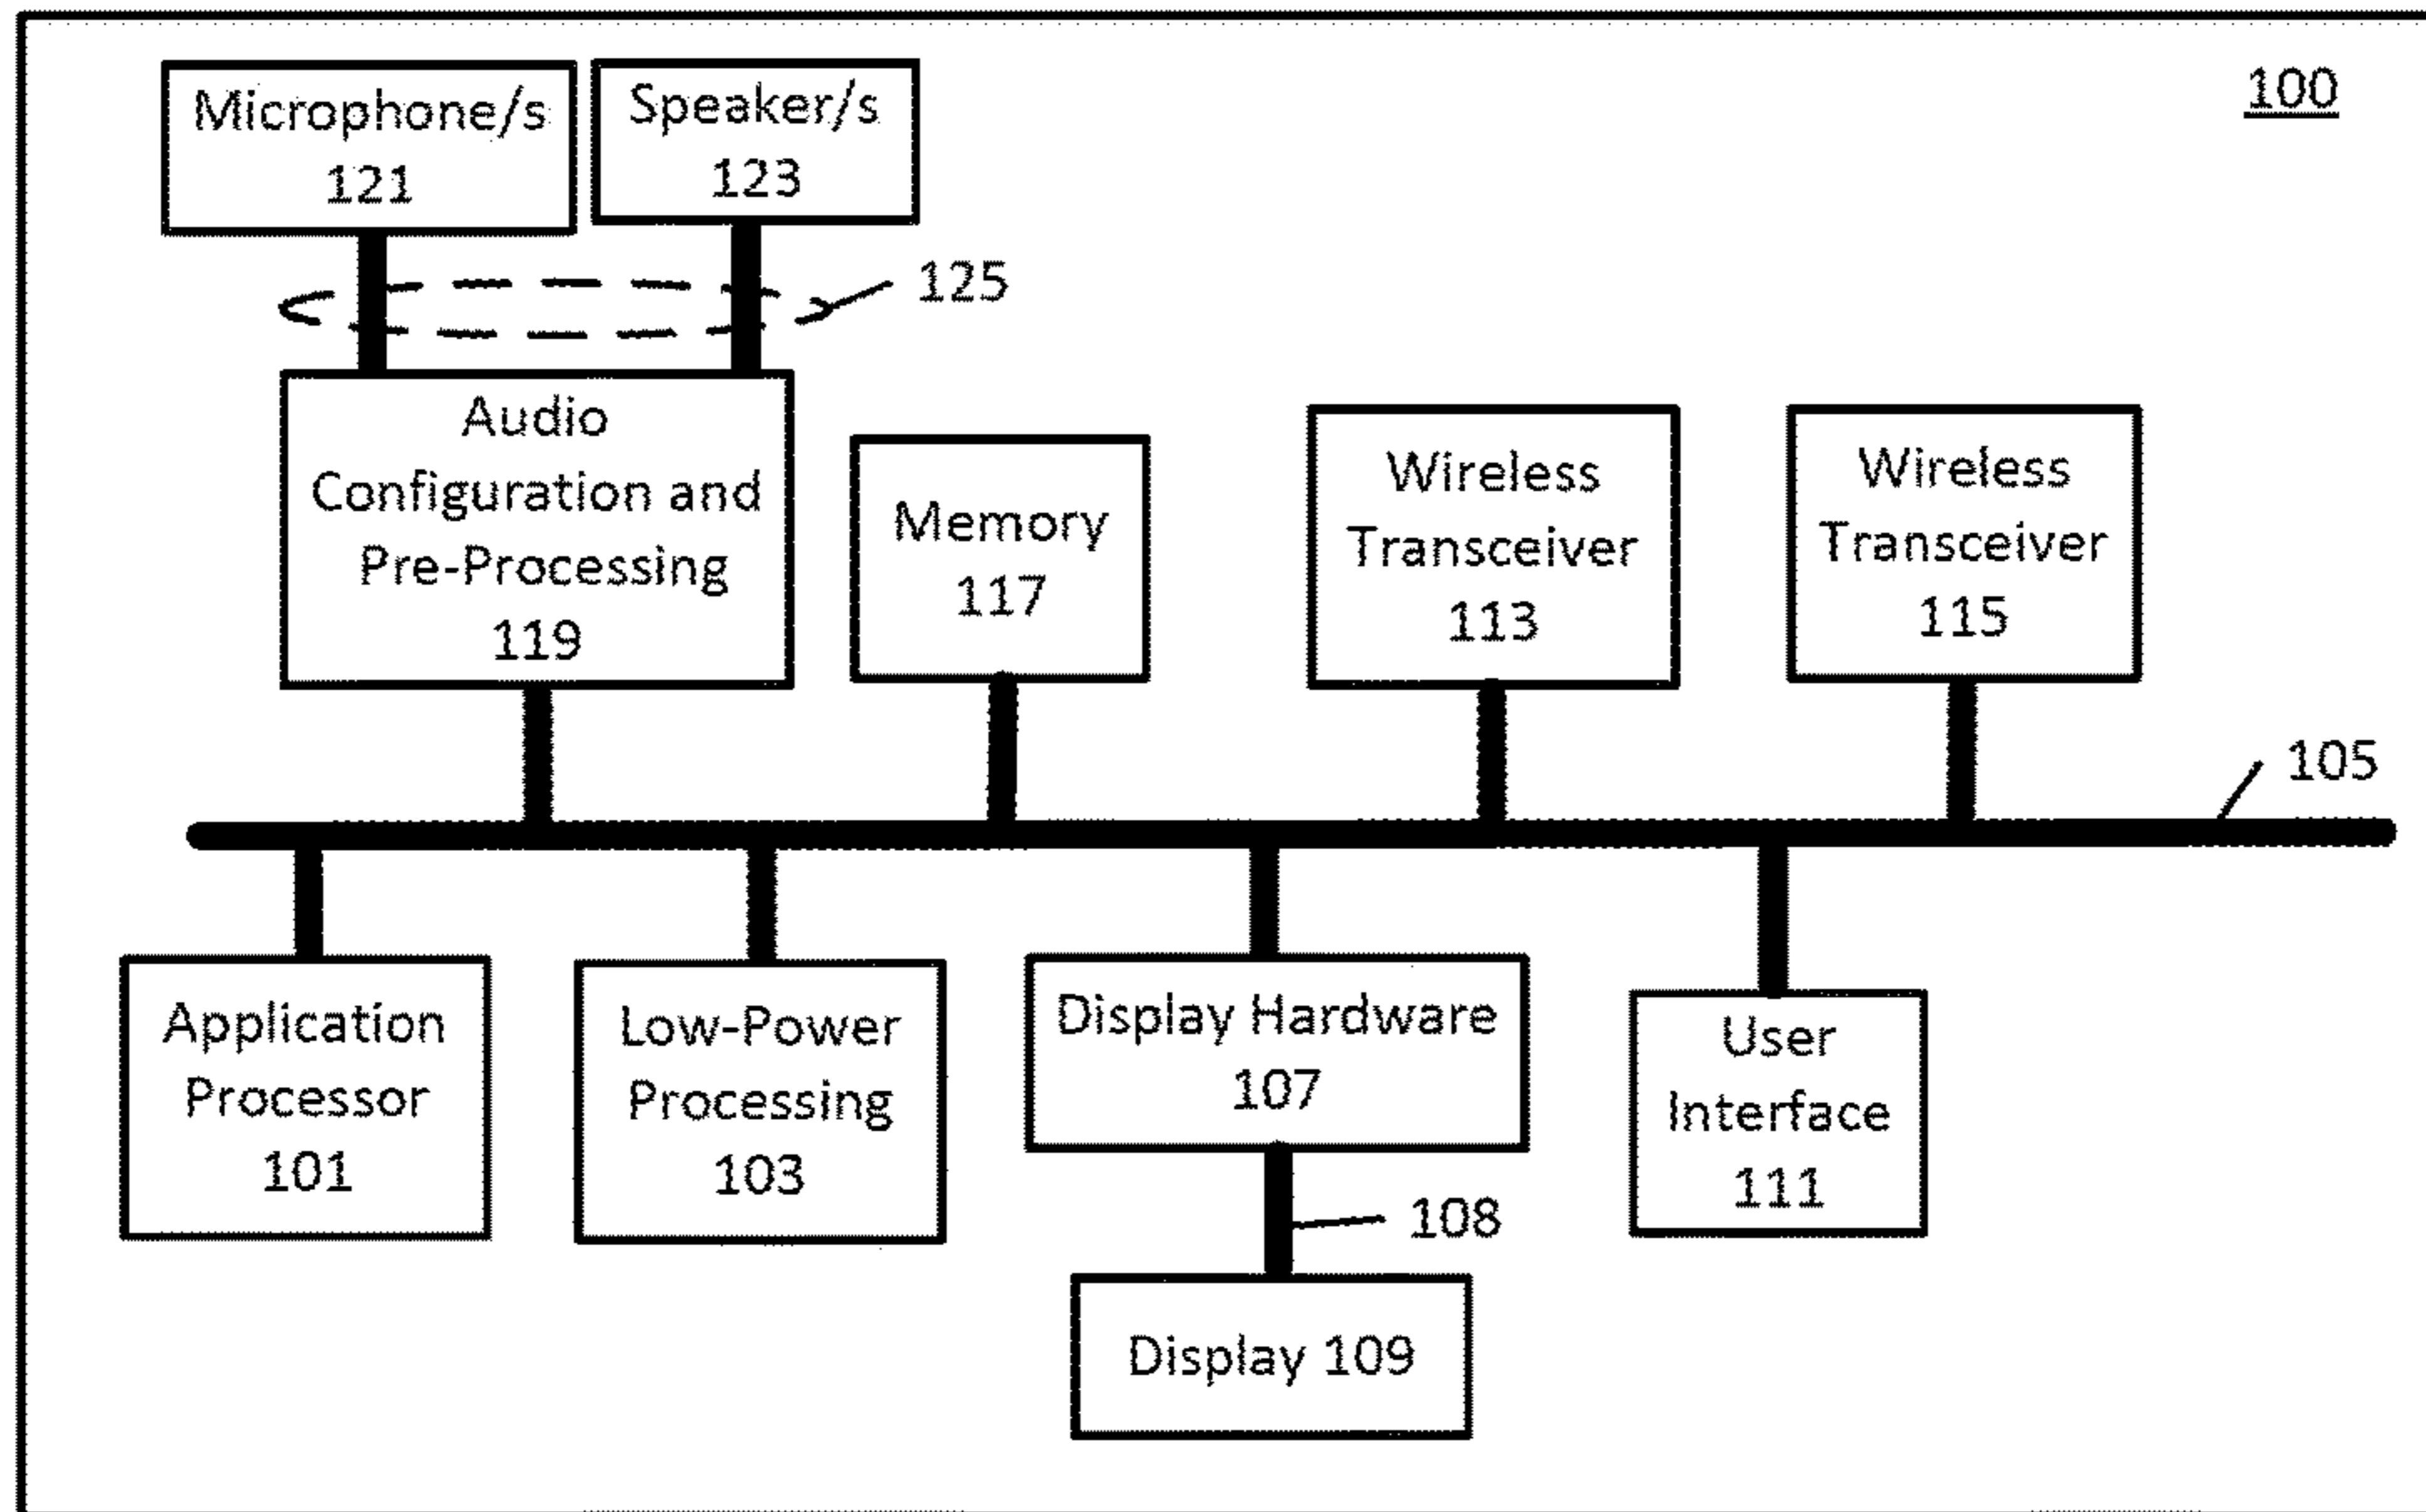 100
Microphone/s
121
Speaker/s
123
125
Audio
Configuration and
Pre-Processing
119
Memory
117
Wireless
Transceiver
113
Wireless
Transceiver
115
105
Application
Processor
101
Low-Power
Processing
103
Display Hardware
107
User
Interface
111
108
Display 109